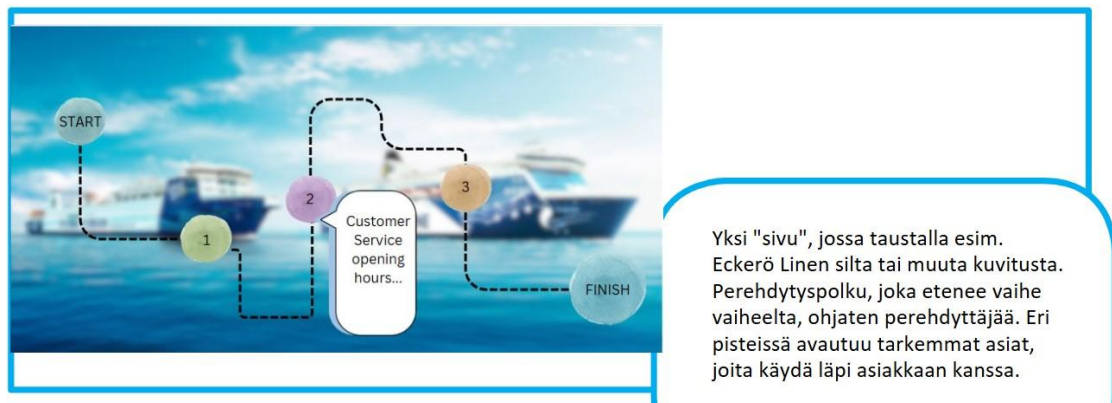 START
1
2
Customer
Service
opening
hours...
3
FINISH
Yksi "sivu", jossa taustalla esim.
Eckerö Linen silta tai muuta kuvitusta.
Perehdytyspolku, joka etenee vaihe
vaiheelta, ohjaten perehdyttäjää. Eri
pisteissä avautuu tarkemmat asiat,
joita käydä läpi asiakkaan kanssa.